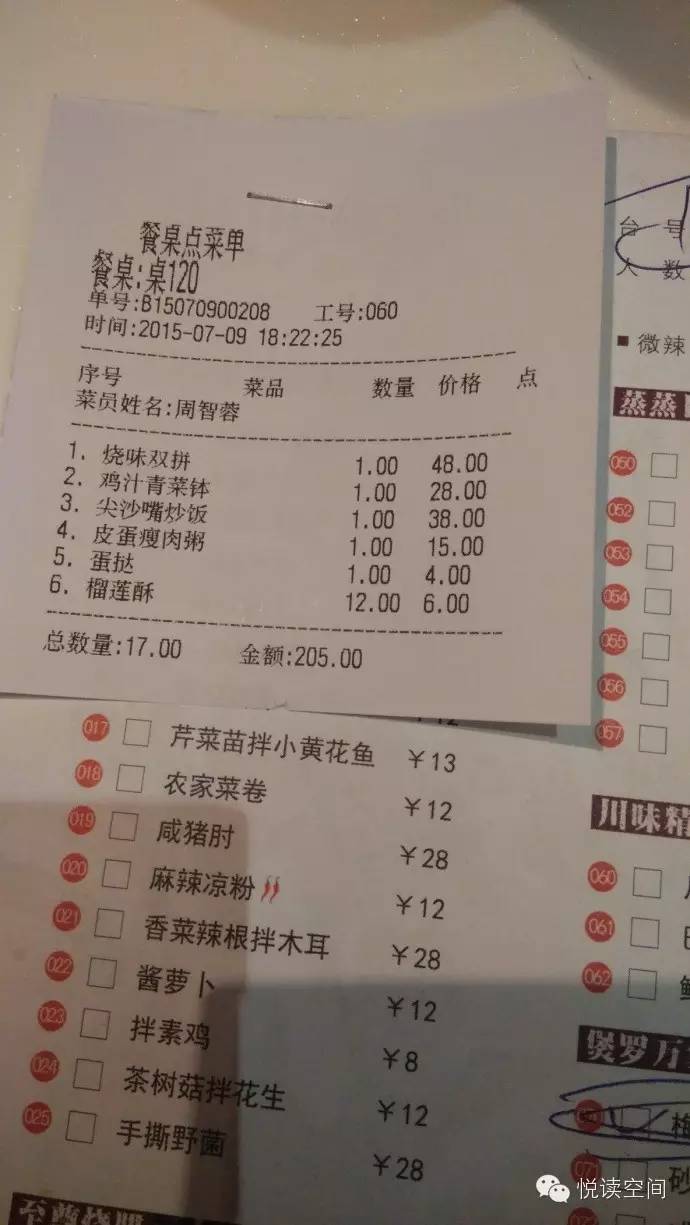 餐桌点菜单
餐桌:桌120
单号:B15070900208 工号:060
时间:2015-07-09 18:22:25
序号 菜品 数量 价格 点
菜员姓名:周智蓉
1. 烧味双拼 1.00 48.00
2. 鸡汁青菜钵 1.00 28.00
3. 尖沙嘴炒饭 1.00 38.00
4. 皮蛋瘦肉粥 1.00 15.00
5. 蛋挞 1.00 4.00
6. 榴莲酥 12.00 6.00
总数量:17.00 金额:205.00
017 芹菜苗拌小黄花鱼 ¥13
018 农家菜卷 ¥12
019 咸猪肘 ¥28
020 麻辣凉粉 ¥12
021 香菜辣根拌木耳 ¥28
022 酱萝卜 ¥12
023 拌素鸡 ¥8
024 茶树菇拌花生 ¥12
025 手撕野菌 ¥28
台号
人数
微辣
蒸蒸
050
052
053
054
055
056
057
川味精
060
061
062
煲罗万
梅
071 砂
悦读空间